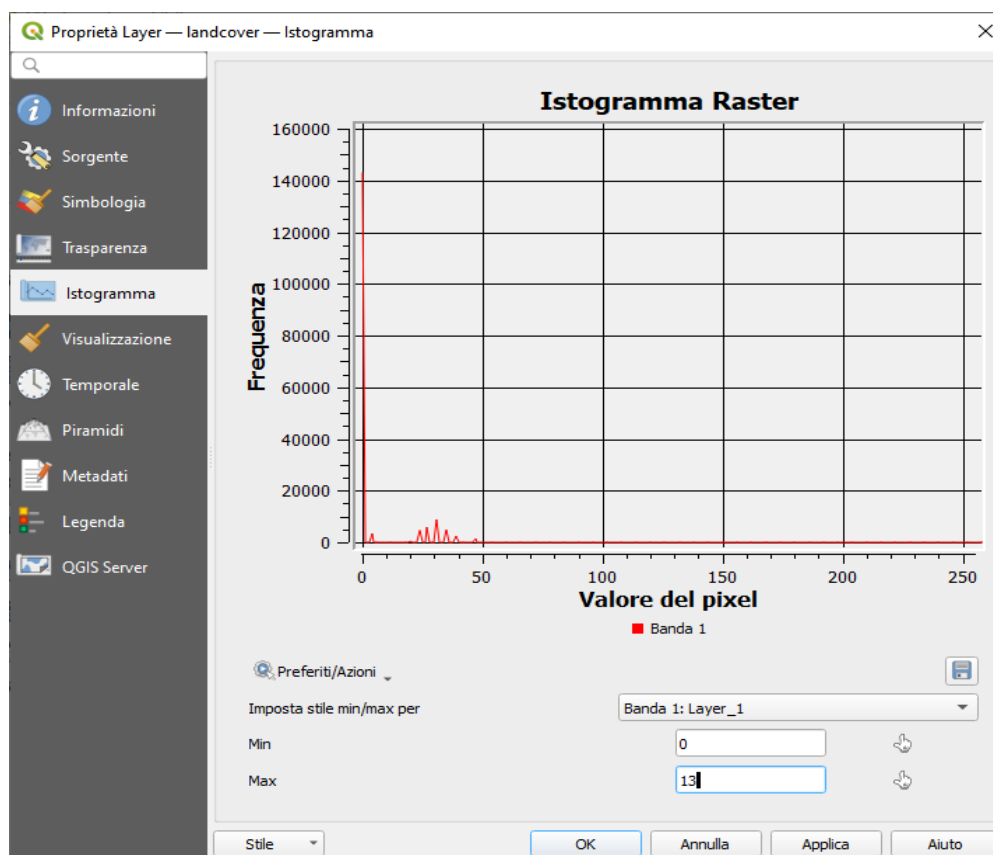 Proprietà Layer — landcover — Istogramma
Informazioni
Sorgente
Simbologia
Trasparenza
Istogramma
Visualizzazione
Temporale
Piramidi
Metadati
Legenda
QGIS Server
Istogramma Raster
160000
140000
120000
100000
80000
60000
40000
20000
0
Frequenza
0 50 100 150 200 250
Valore del pixel
Banda 1
Preferiti/Azioni
Imposta stile min/max per Banda 1: Layer_1
Min 0
Max 13
Stile OK Annulla Applica Aiuto